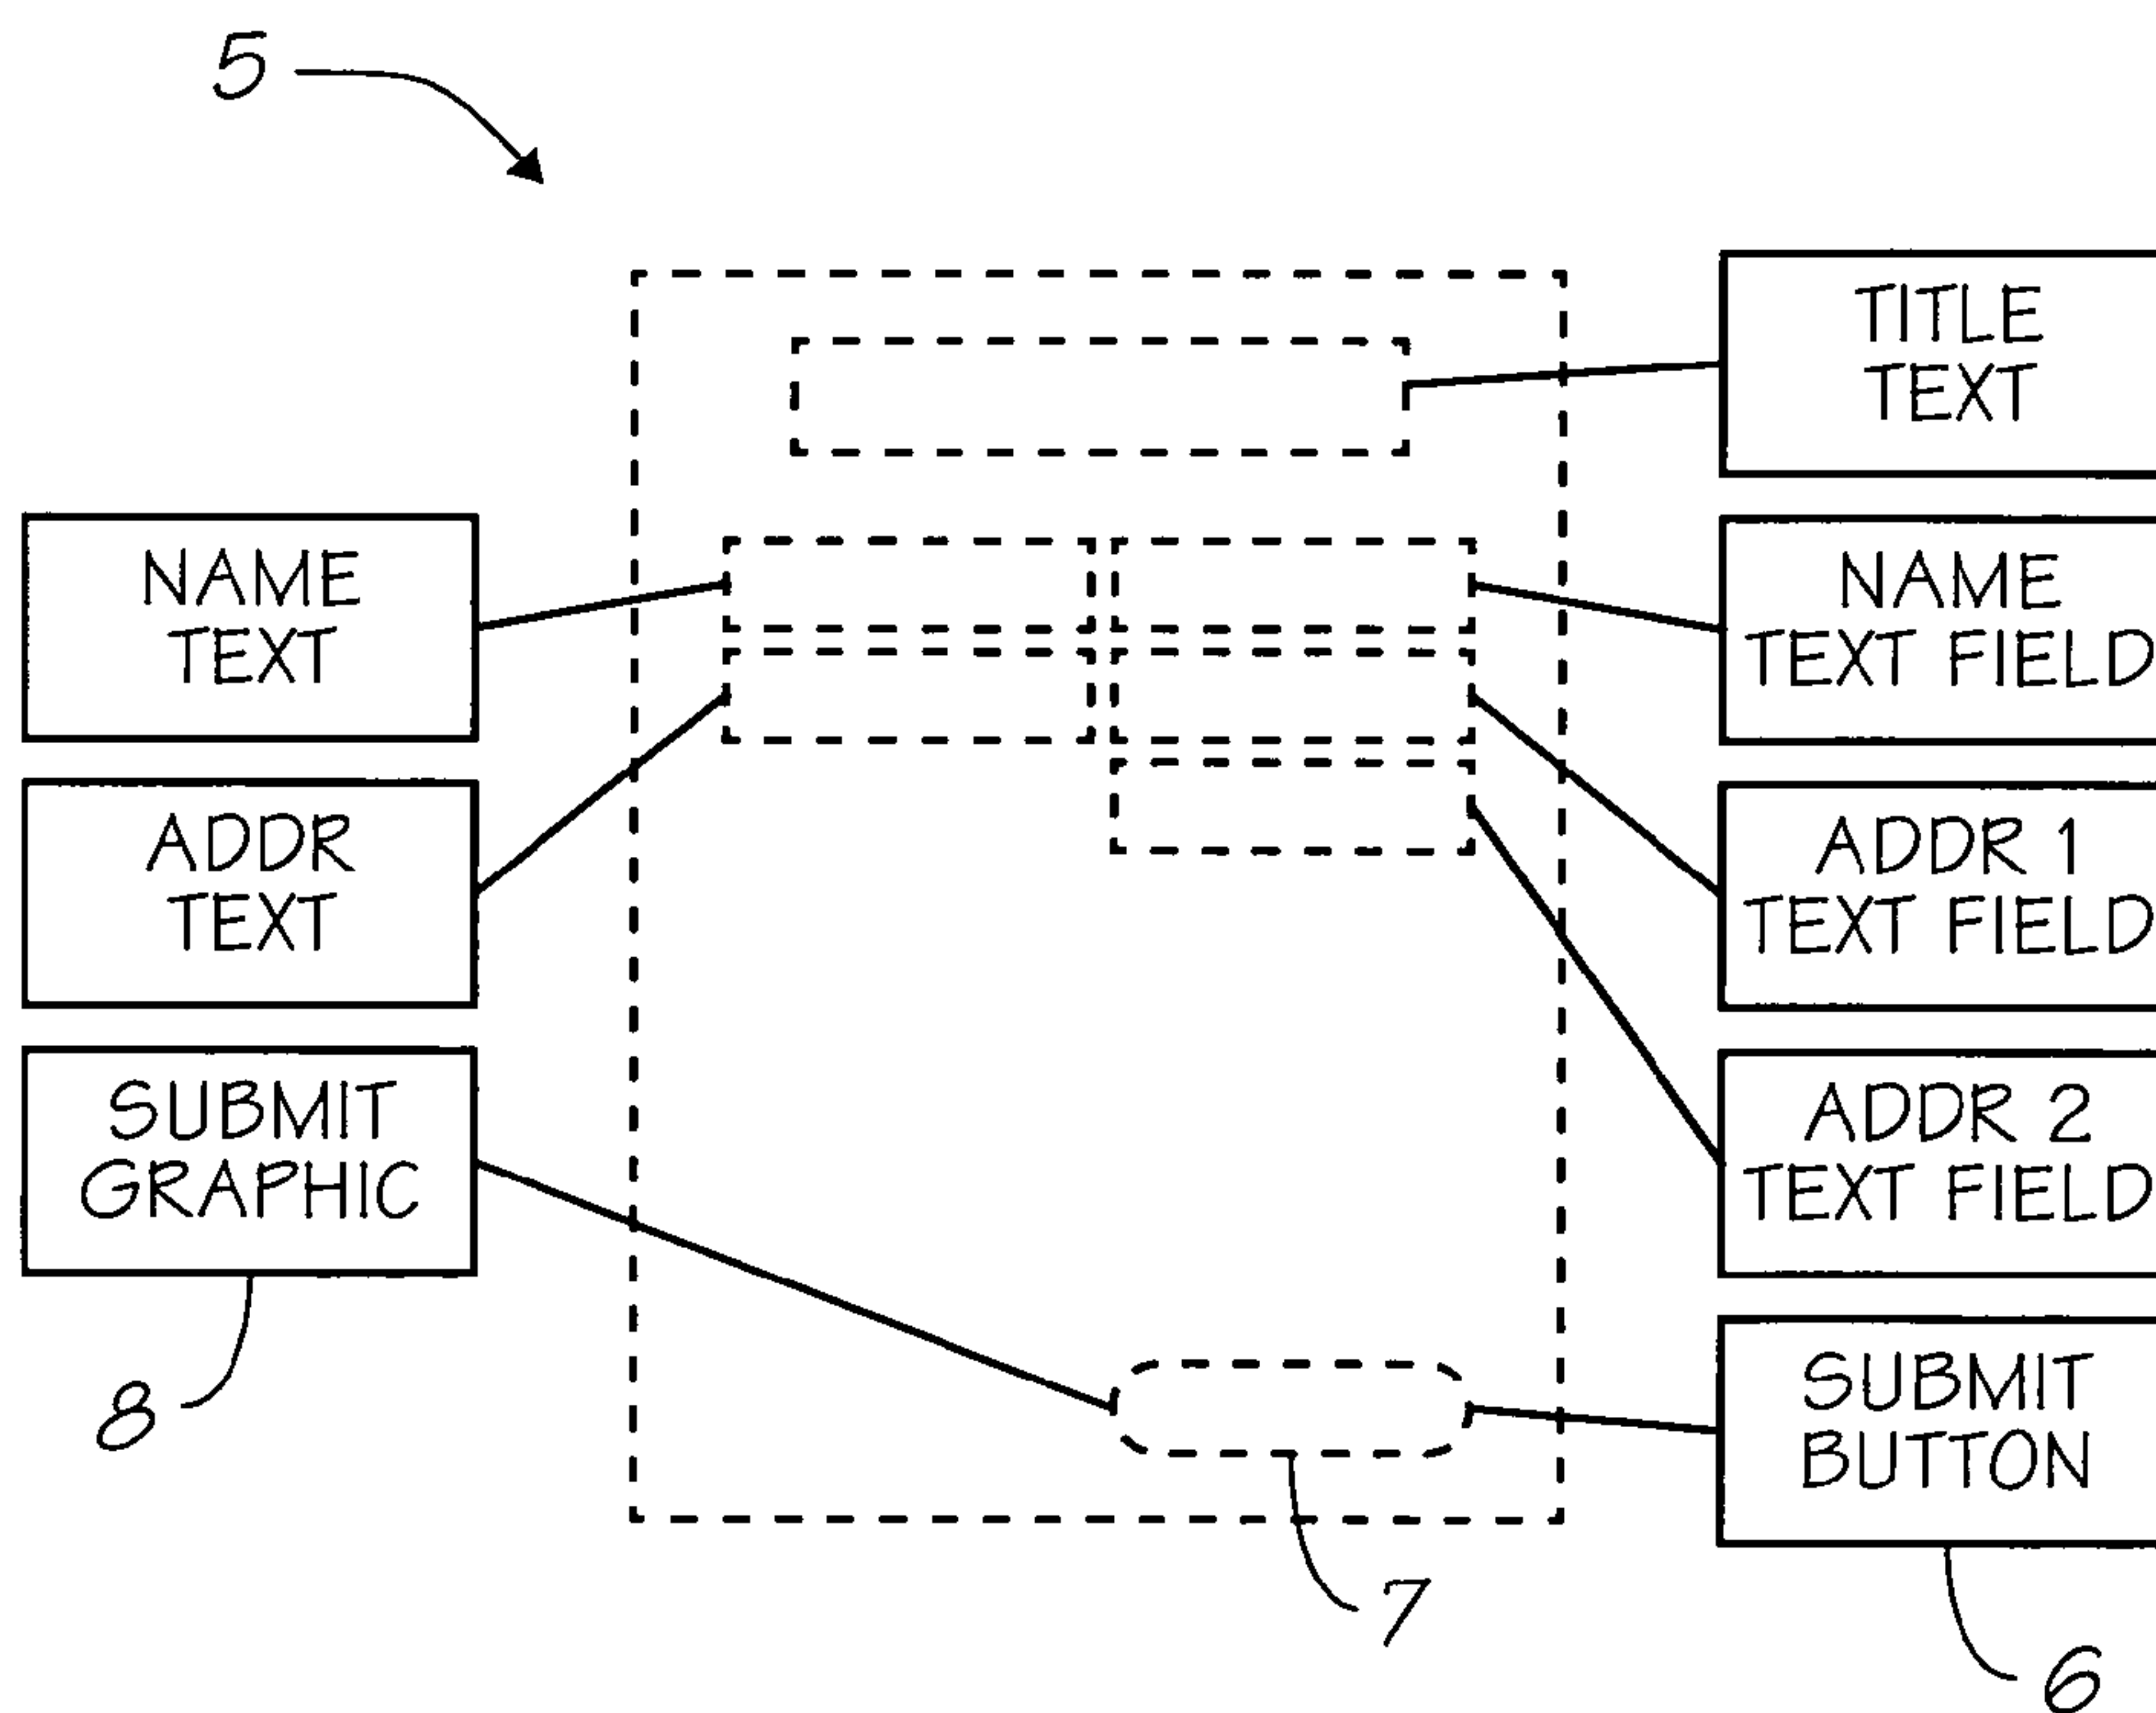 5
TITLE
TEXT
NAME
TEXT
NAME
TEXT FIELD
ADDR
TEXT
ADDR 1
TEXT FIELD
SUBMIT
GRAPHIC
ADDR 2
TEXT FIELD
SUBMIT
BUTTON
8
7
6